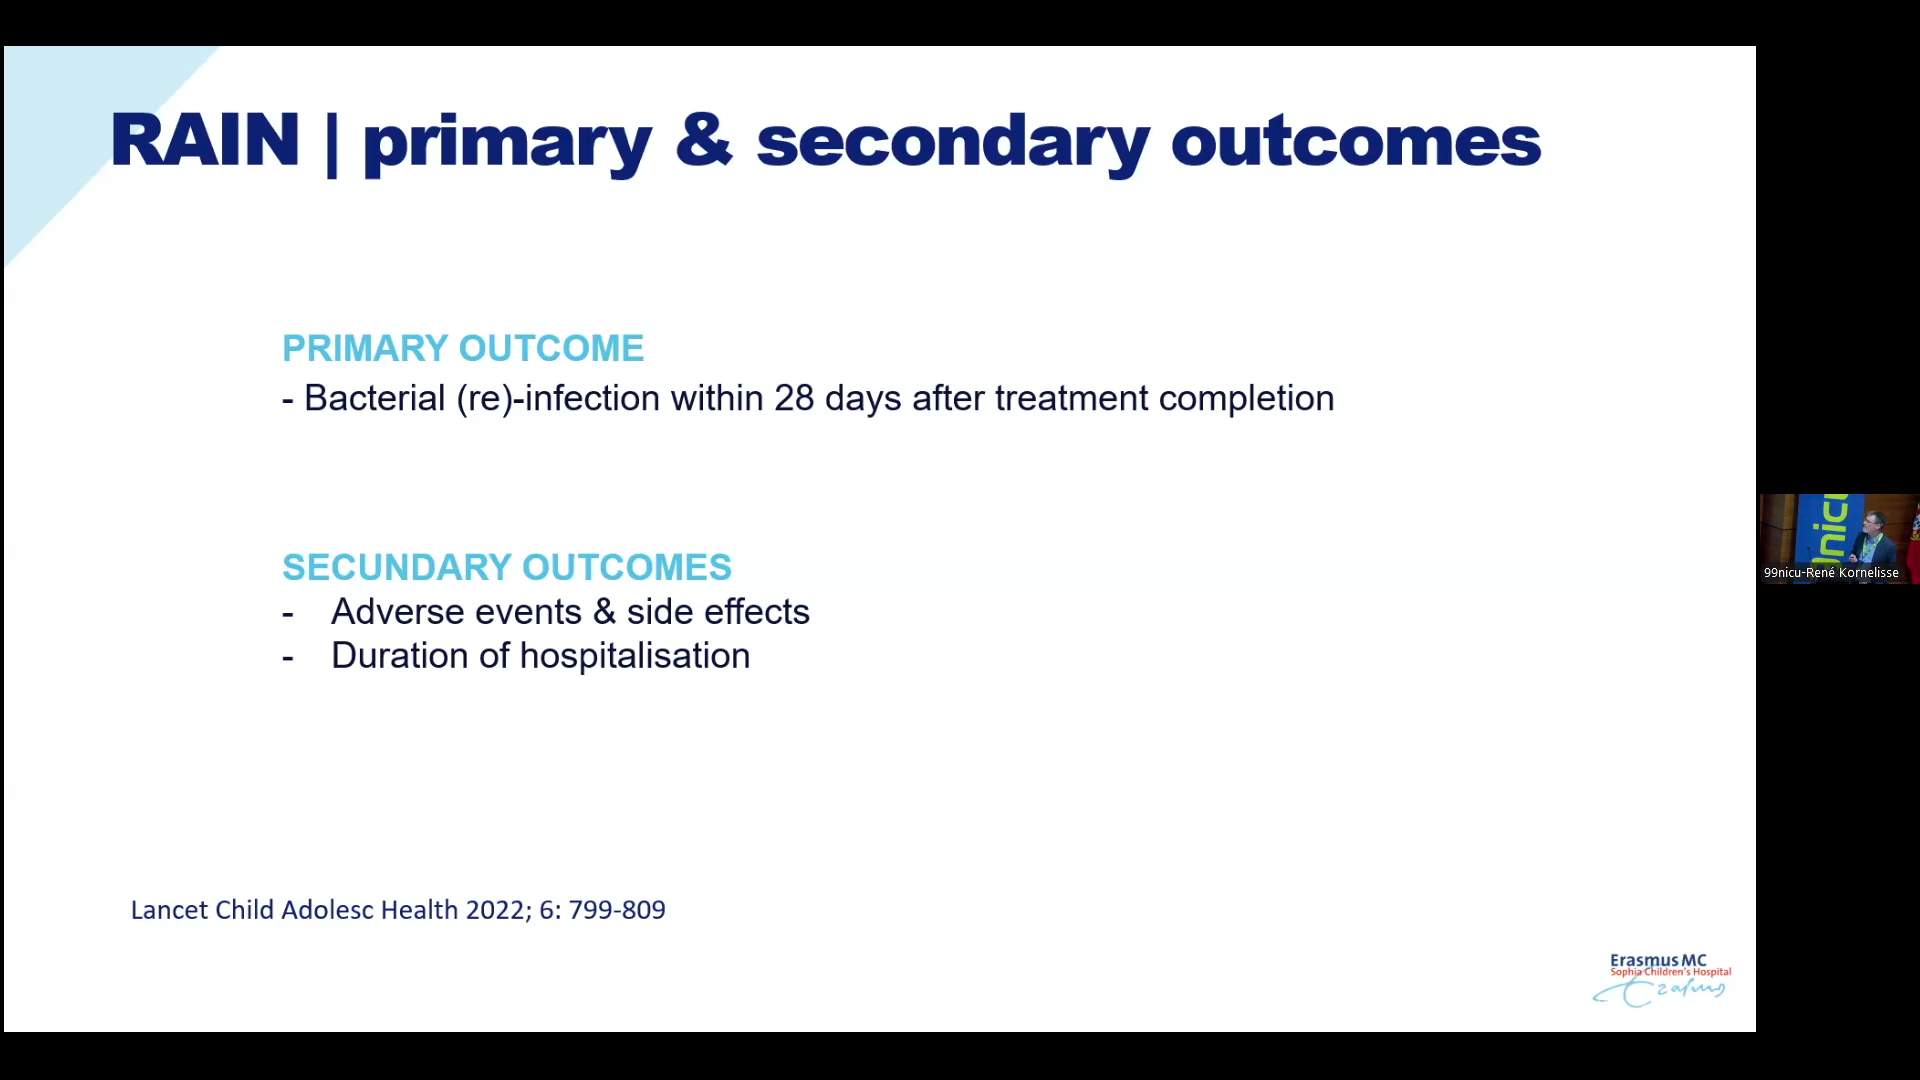 RAIN | primary & secondary outcomes
PRIMARY OUTCOME
- Bacterial (re)-infection within 28 days after treatment completion
SECUNDARY OUTCOMES
- Adverse events & side effects
- Duration of hospitalisation
nicu
99nicu-René Kornelisse
Lancet Child Adolesc Health 2022; 6: 799-809
Erasmus MC
Sophia Children's Hospital
Erasmus